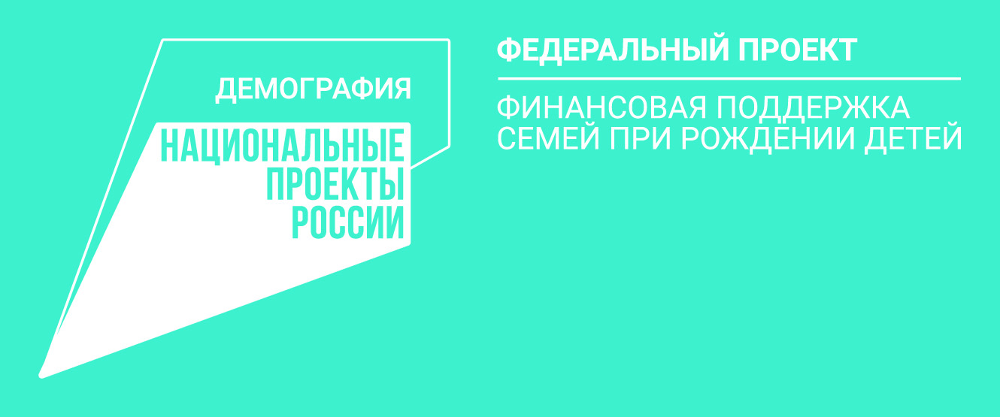 ДЕМОГРАФИЯ
НАЦИОНАЛЬНЫЕ
ПРОЕКТЫ
РОССИИ
ФЕДЕРАЛЬНЫЙ ПРОЕКТ
ФИНАНСОВАЯ ПОДДЕРЖКА
СЕМЕЙ ПРИ РОЖДЕНИИ ДЕТЕЙ